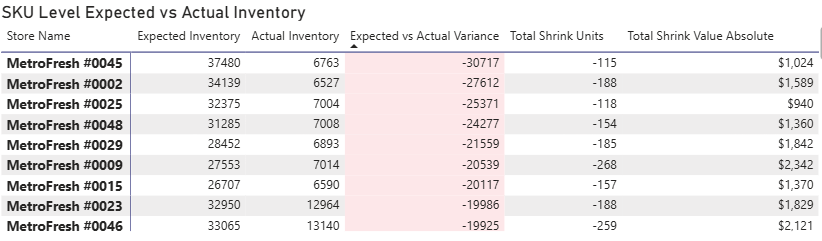 SKU Level Expected vs Actual Inventory
Store Name Expected Inventory Actual Inventory Expected vs Actual Variance Total Shrink Units Total Shrink Value Absolute
MetroFresh #0045 37480 6763 -30717 -115 $1,024
MetroFresh #0002 34139 6527 -27612 -188 $1,589
MetroFresh #0025 32375 7004 -25371 -118 $940
MetroFresh #0048 31285 7008 -24277 -154 $1,360
MetroFresh #0029 28452 6893 -21559 -185 $1,842
MetroFresh #0009 27553 7014 -20539 -268 $2,342
MetroFresh #0015 26707 6590 -20117 -157 $1,370
MetroFresh #0023 32950 12964 -19986 -188 $1,829
MetroFresh #0046 33065 13140 -19925 -259 $2,121